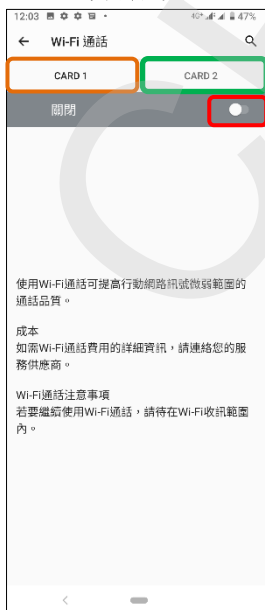 12:03
4G+ 47%
Wi-Fi 通話
CARD 1 CARD 2
關閉
使用Wi-Fi通話可提高行動網路訊號微弱範圍的
通話品質。
成本
如需Wi-Fi通話費用的詳細資訊，請連絡您的服
務供應商。
Wi-Fi通話注意事項
若要繼續使用Wi-Fi通話，請待在Wi-Fi收訊範圍
內。